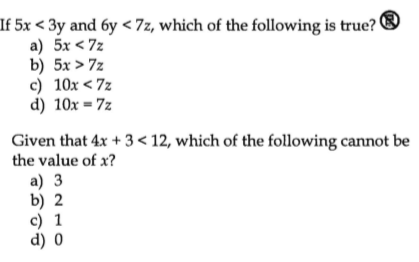 If 5x < 3y and 6y < 7z, which of the following is true?
a) 5x < 7z
b) 5x > 7z
c) 10x < 7z
d) 10x = 7z
Given that 4x + 3 < 12, which of the following cannot be
the value of x?
a) 3
b) 2
c) 1
d) 0